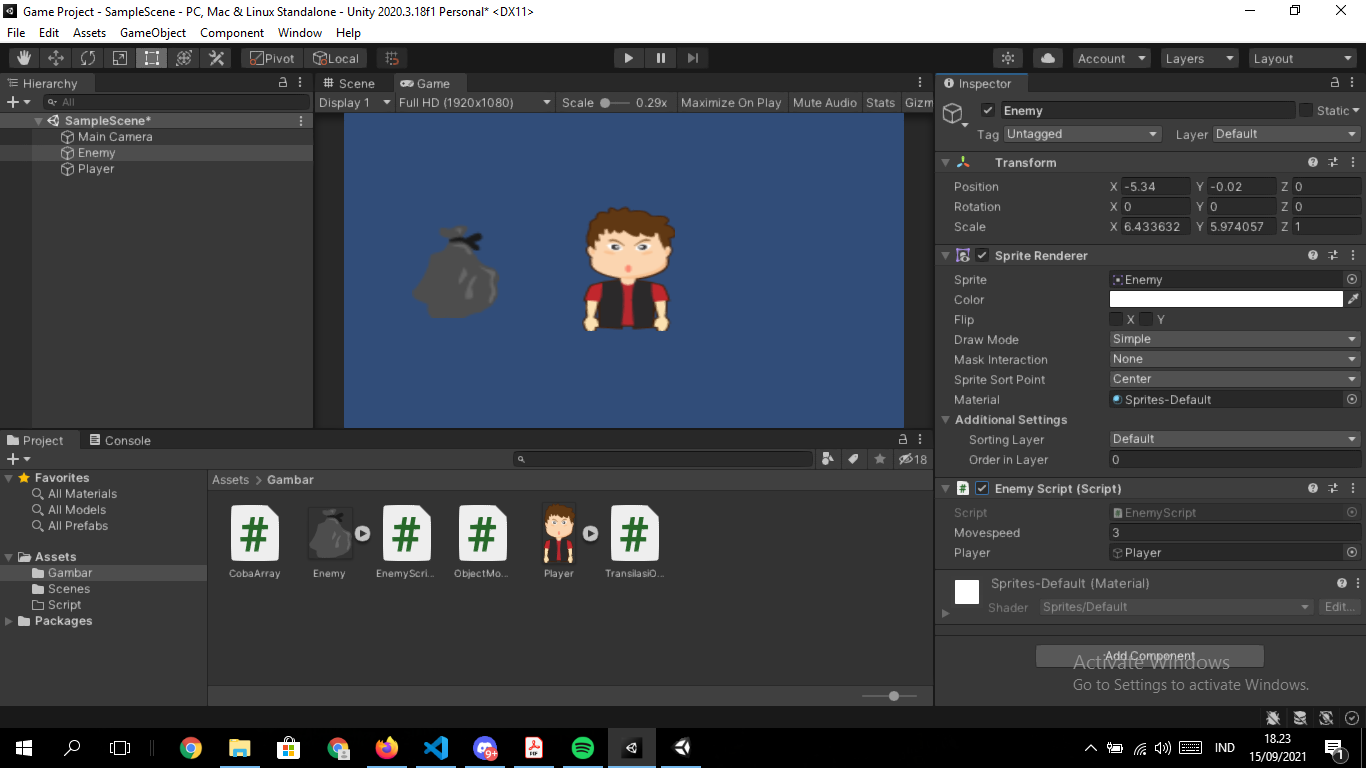 Game Project - SampleScene - PC, Mac & Linux Standalone - Unity 2020.3.18f1 Personal* <DX11>
File Edit Assets GameObject Component Window Help
Pivot Local Account Layers Layout
Hierarchy
All
SampleScene*
Main Camera
Enemy
Player
Scene Game
Display 1 Full HD (1920x1080) Scale 0.29x Maximize On Play Mute Audio Stats Gizm
Inspector
Enemy Static
Tag Untagged Layer Default
Transform
Position X -5.34 Y -0.02 Z 0
Rotation X 0 Y 0 Z 0
Scale X 6.433632 Y 5.974057 Z 1
Sprite Renderer
Sprite Enemy
Color
Flip X Y
Draw Mode Simple
Mask Interaction None
Sprite Sort Point Center
Material Sprites-Default
Additional Settings
Sorting Layer Default
Order in Layer 0
Enemy Script (Script)
Script EnemyScript
Movespeed 3
Player Player
Sprites-Default (Material)
Shader Sprites/Default Edit...
Add Component
Activate Windows
Go to Settings to activate Windows.
Project Console
18
Favorites
All Materials
All Models
All Prefabs
Assets
Gambar
Scenes
Script
Packages
Assets > Gambar
CobaArray Enemy EnemyScri... ObjectMo... Player TransilasiO...
9+
PDF
IND
18.23
15/09/2021
1